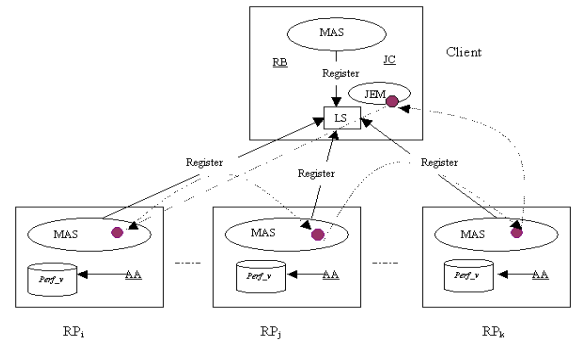 MAS
RB
JC
Client
Register
JEM
LS
Register
Register
Register
MAS
MAS
MAS
Perf_v
AA
Perf_v
AA
Perf_v
AA
RPi
RPj
RPk